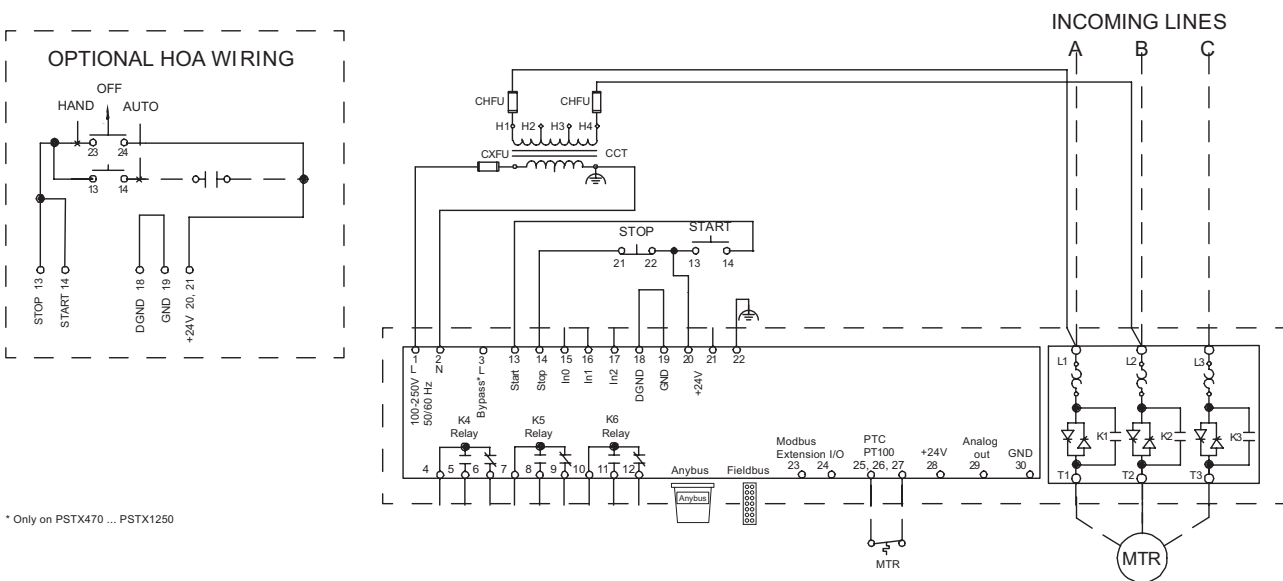 INCOMING LINES
A B C
OPTIONAL HOA WIRING
OFF
HAND AUTO
23 24
13 14
STOP 13
START 14
DGND 18
GND 19
+24V 20, 21
CHFU CHFU
H1 H2 H3 H4
CXFU CCT
STOP START
21 22 13 14
1 2 3 13 14 15 16 17 18 19 20 21 22
L N
100-250V
50/60 Hz
Bypass*
Start
Stop
In0
In1
In2
DGND
GND
+24V
K4
Relay
K5
Relay
K6
Relay
4 5 6 7 8 9 10 11 12
Anybus Fieldbus
Anybus
Modbus
Extension I/O
23 24
PTC
PT100
25, 26, 27
+24V
28
Analog
out
29
GND
30
MTR
L1 L2 L3
K1 K2 K3
T1 T2 T3
MTR
* Only on PSTX470 ... PSTX1250